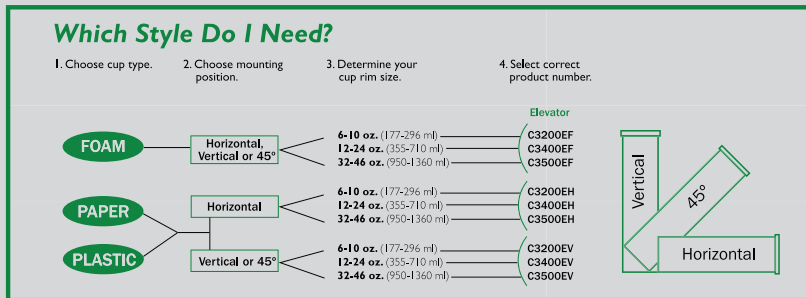 Which Style Do I Need?
1. Choose cup type.
2. Choose mounting
position.
3. Determine your
cup rim size.
4. Select correct
product number.
Elevator
FOAM
Horizontal,
Vertical or 45°
6-10 oz. (177-296 ml) C3200EF
12-24 oz. (355-710 ml) C3400EF
32-46 oz. (950-1360 ml) C3500EF
PAPER
PLASTIC
Horizontal
6-10 oz. (177-296 ml) C3200EH
12-24 oz. (355-710 ml) C3400EH
32-46 oz. (950-1360 ml) C3500EH
Vertical or 45°
6-10 oz. (177-296 ml) C3200EV
12-24 oz. (355-710 ml) C3400EV
32-46 oz. (950-1360 ml) C3500EV
Vertical
45°
Horizontal